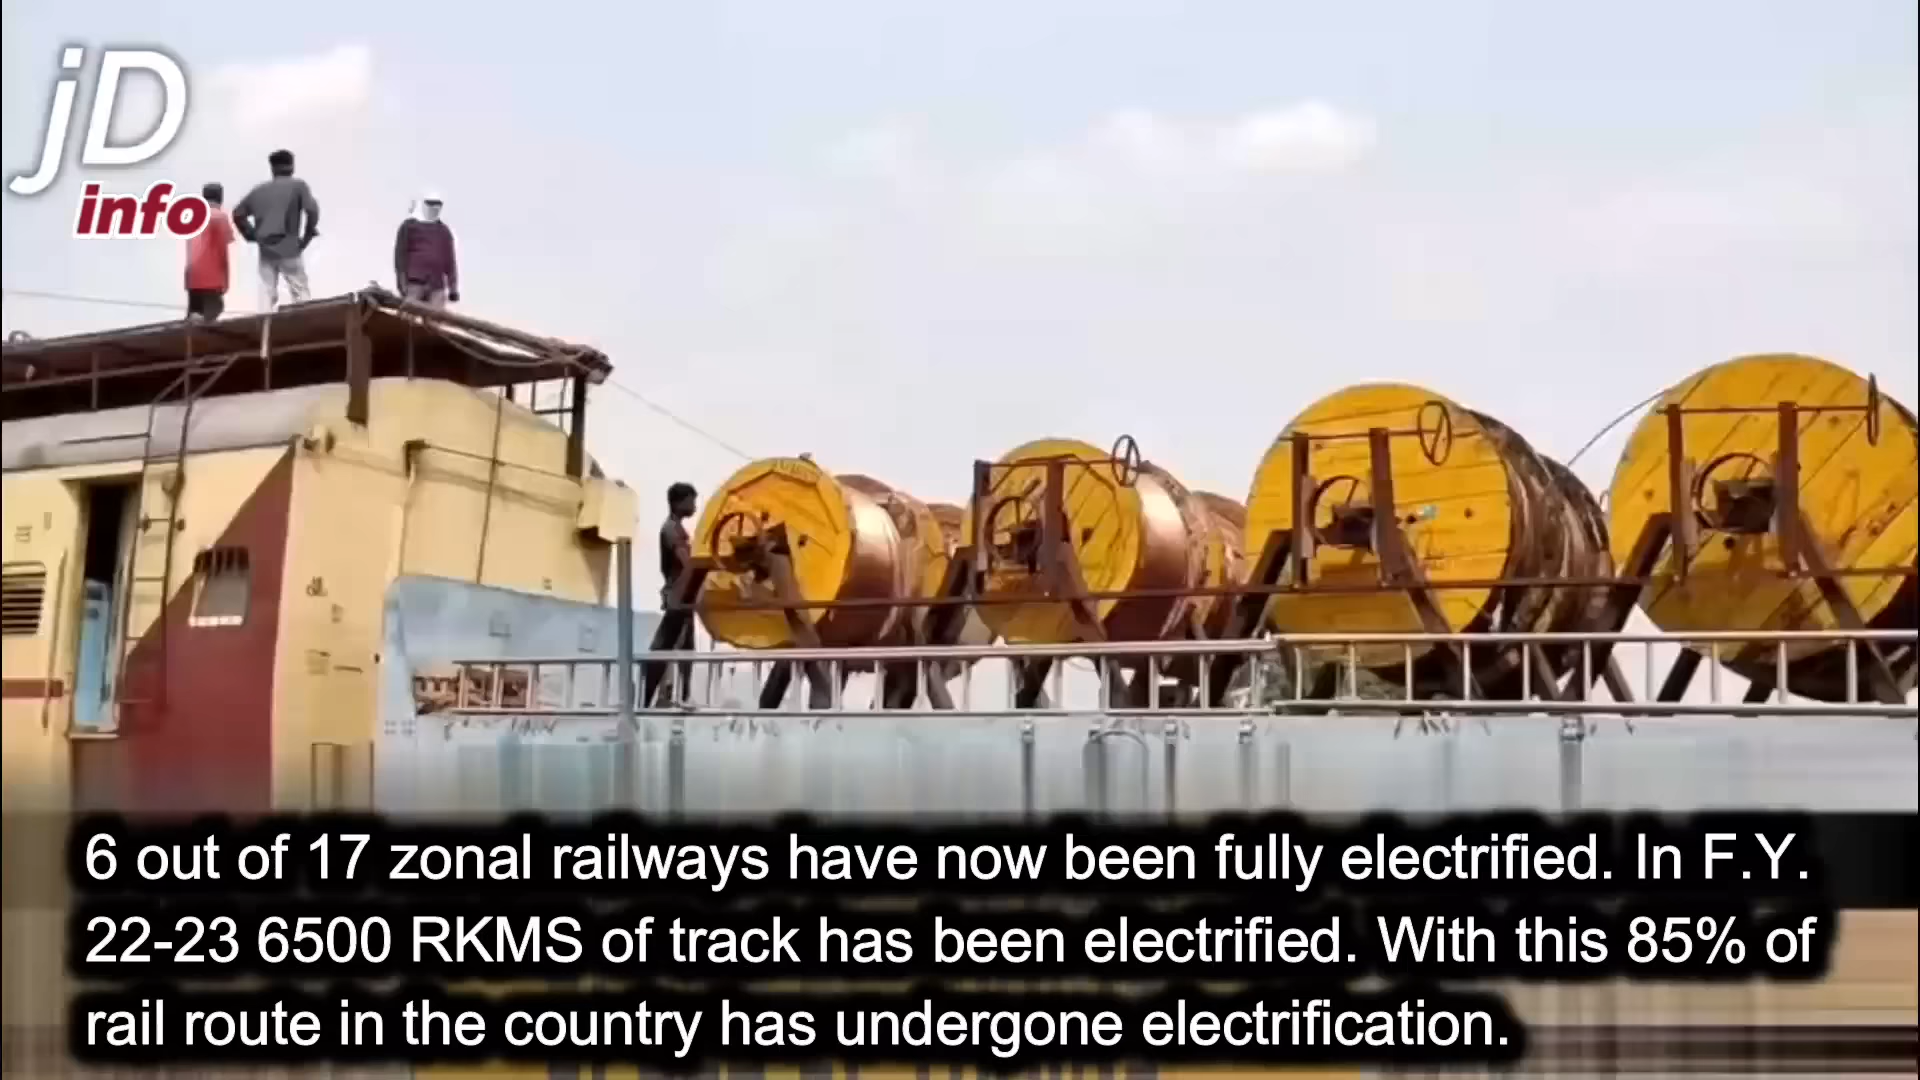 jD
info
6 out of 17 zonal railways have now been fully electrified. In F.Y.
22-23 6500 RKMS of track has been electrified. With this 85% of
rail route in the country has undergone electrification.